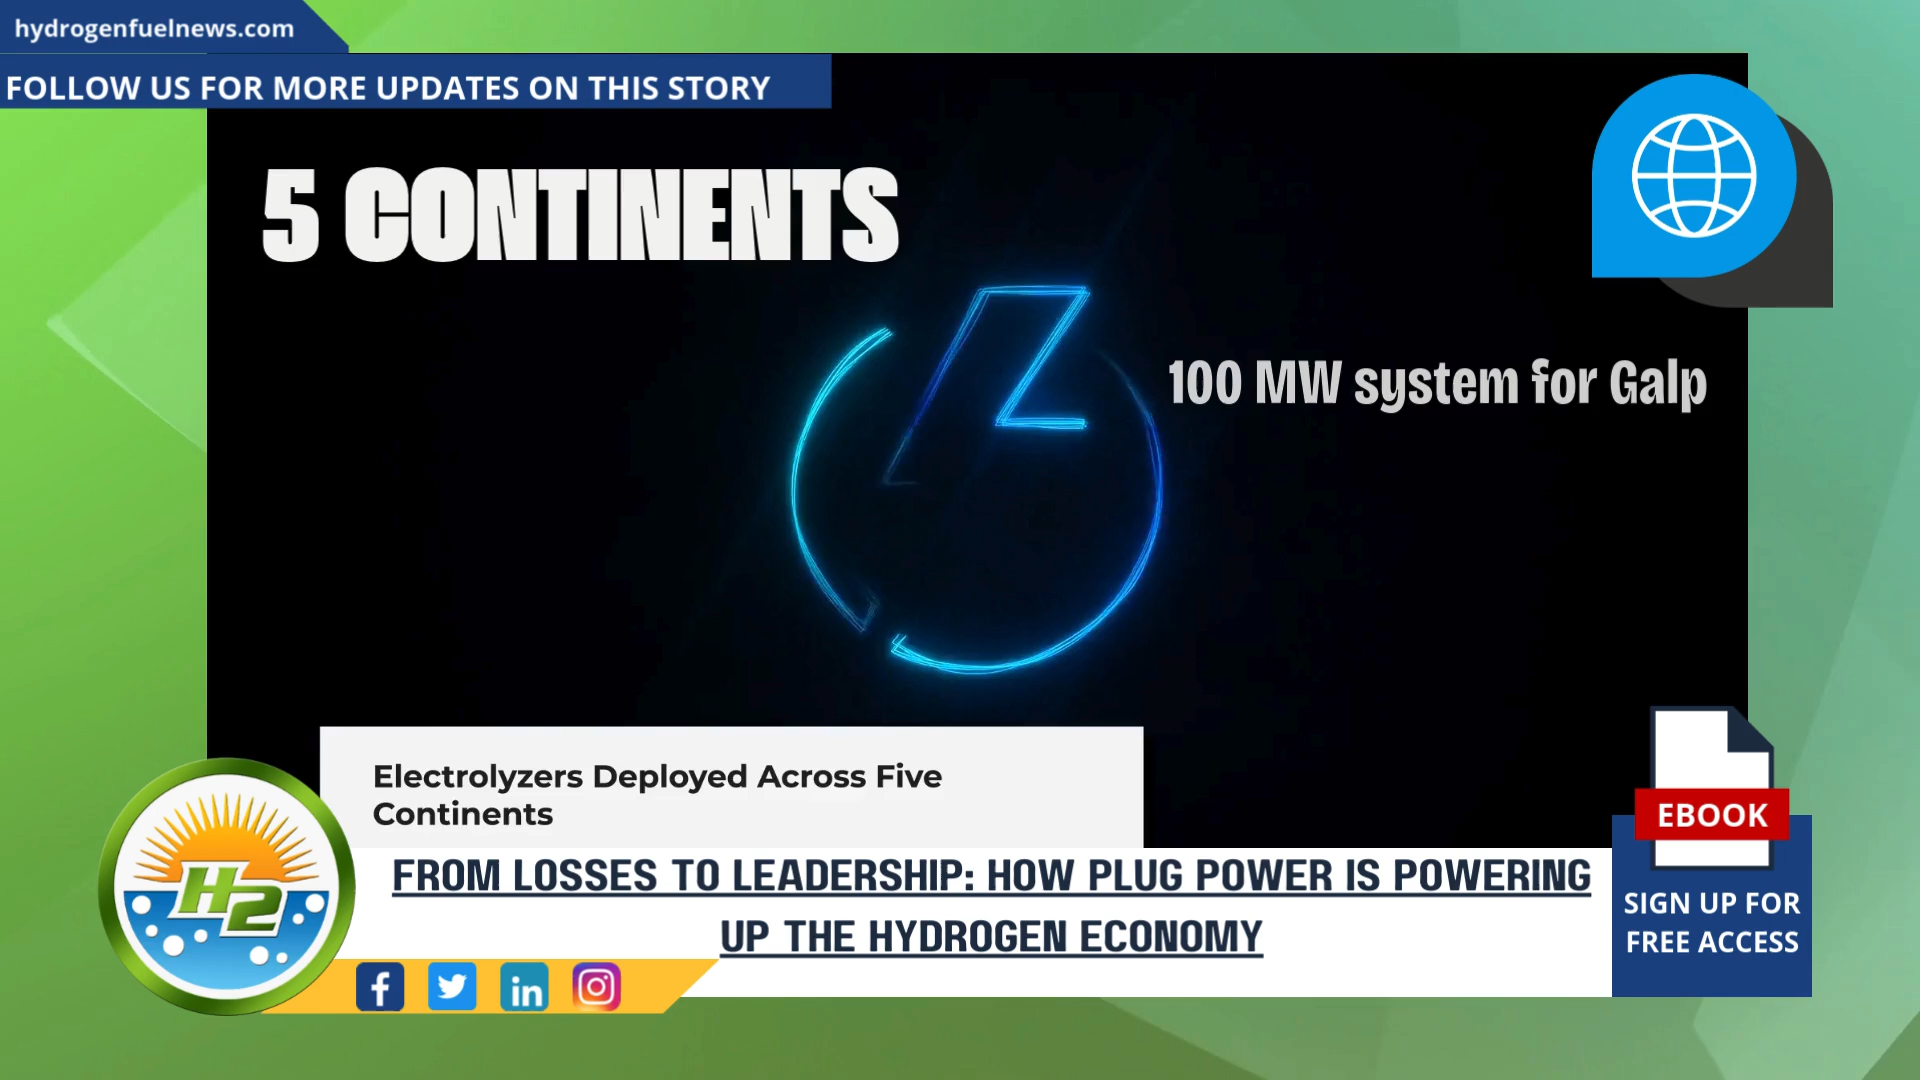 hydrogenfuelnews.com
FOLLOW US FOR MORE UPDATES ON THIS STORY
5 CONTINENTS
100 MW system for Galp
Electrolyzers Deployed Across Five
Continents
FROM LOSSES TO LEADERSHIP: HOW PLUG POWER IS POWERING
UP THE HYDROGEN ECONOMY
H2
f
in
EBOOK
SIGN UP FOR
FREE ACCESS